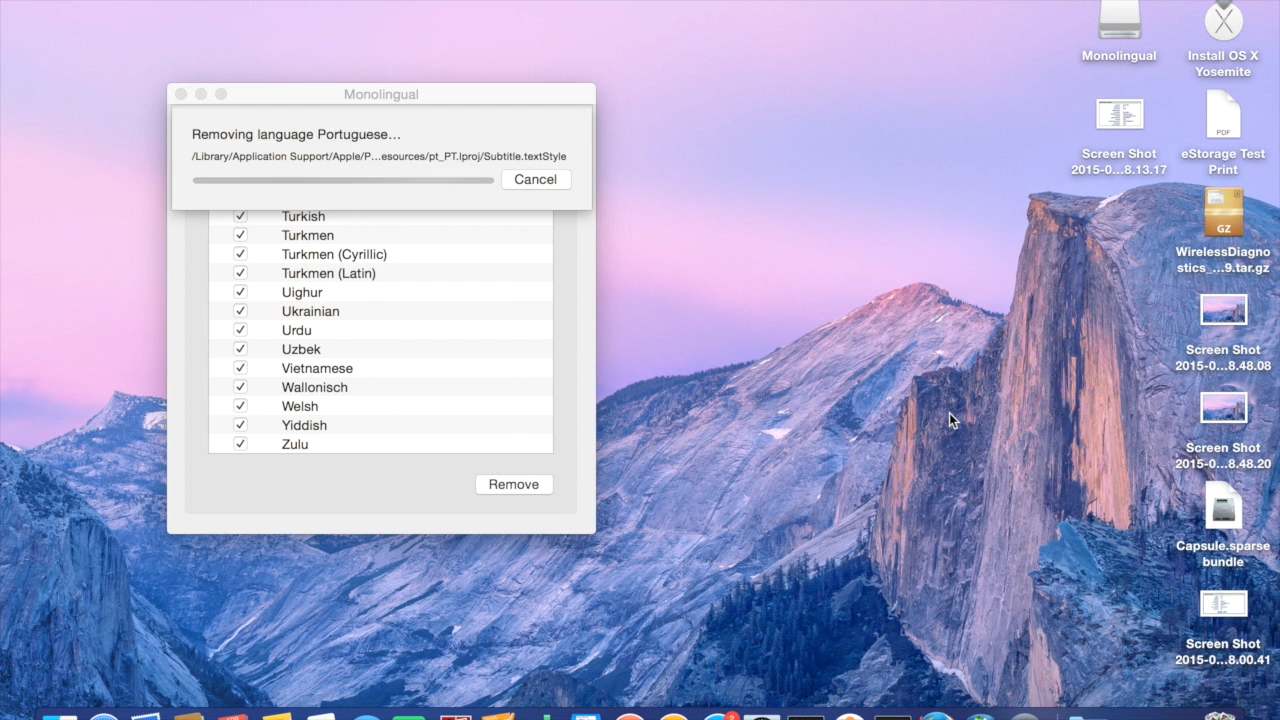 Monolingual
Removing language Portuguese…
/Library/Application Support/Apple/P…esources/pt_PT.lproj/Subtitle.textStyle
Cancel
Turkish
Turkmen
Turkmen (Cyrillic)
Turkmen (Latin)
Uighur
Ukrainian
Urdu
Uzbek
Vietnamese
Wallonisch
Welsh
Yiddish
Zulu
Remove
Monolingual
Install OS X
Yosemite
Screen Shot
2015-0...8.13.17
PDF
eStorage Test
Print
GZ
WirelessDiagno
stics_...9.tar.gz
Screen Shot
2015-0...8.48.08
Screen Shot
2015-0...8.48.20
Capsule.sparse
bundle
Screen Shot
2015-0...8.00.41
2